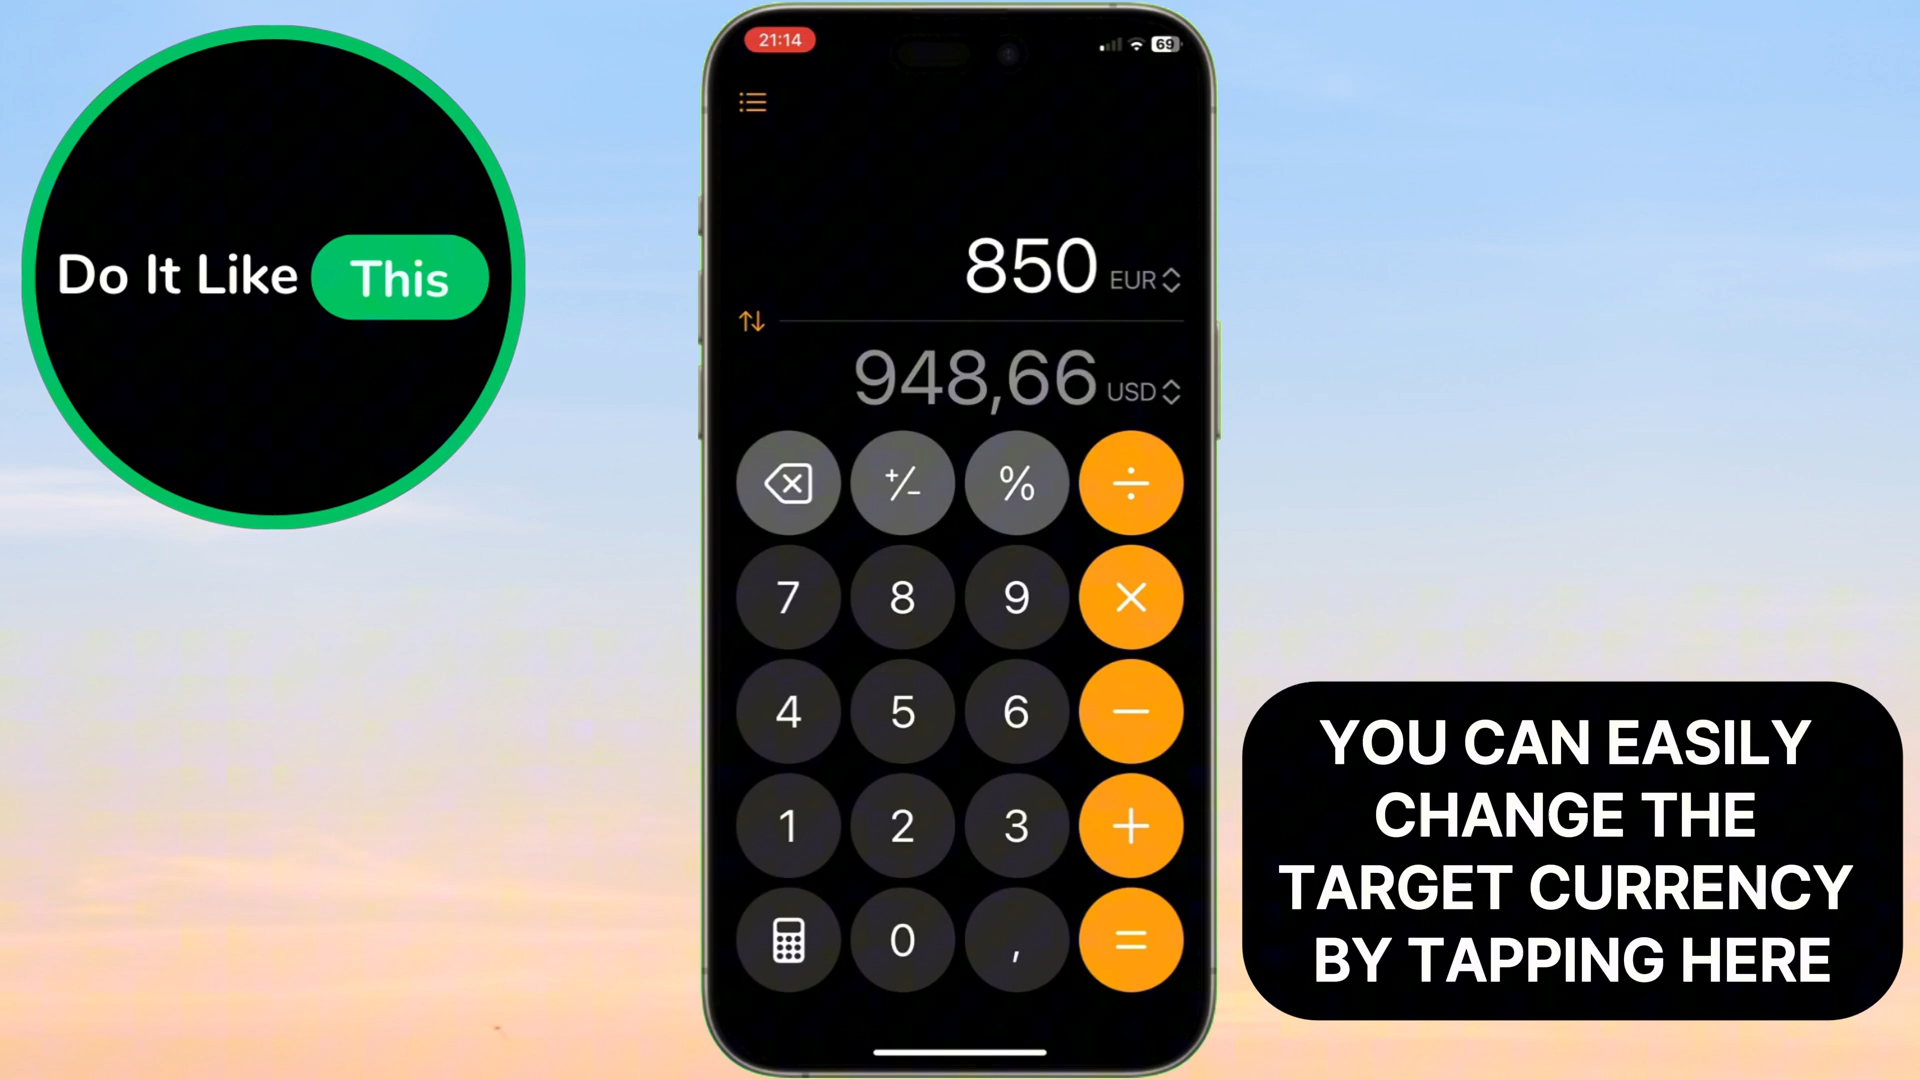 Do It Like This
21:14
69
850 EUR
948,66 USD
+/- % ÷
7 8 9 ×
4 5 6 −
1 2 3 +
0 , =
YOU CAN EASILY
CHANGE THE
TARGET CURRENCY
BY TAPPING HERE